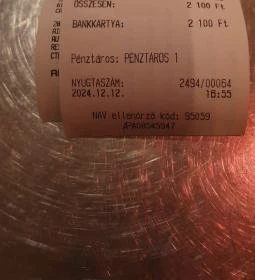 ÖSSZESEN: 2 100 Ft
BANKKÁRTYA: 2 100 Ft
Pénztáros: PÉNZTÁROS 1
NYUGTASZÁM: 2494/00064
2024.12.12. 16:55
NAV ellenőrző kód: 95059